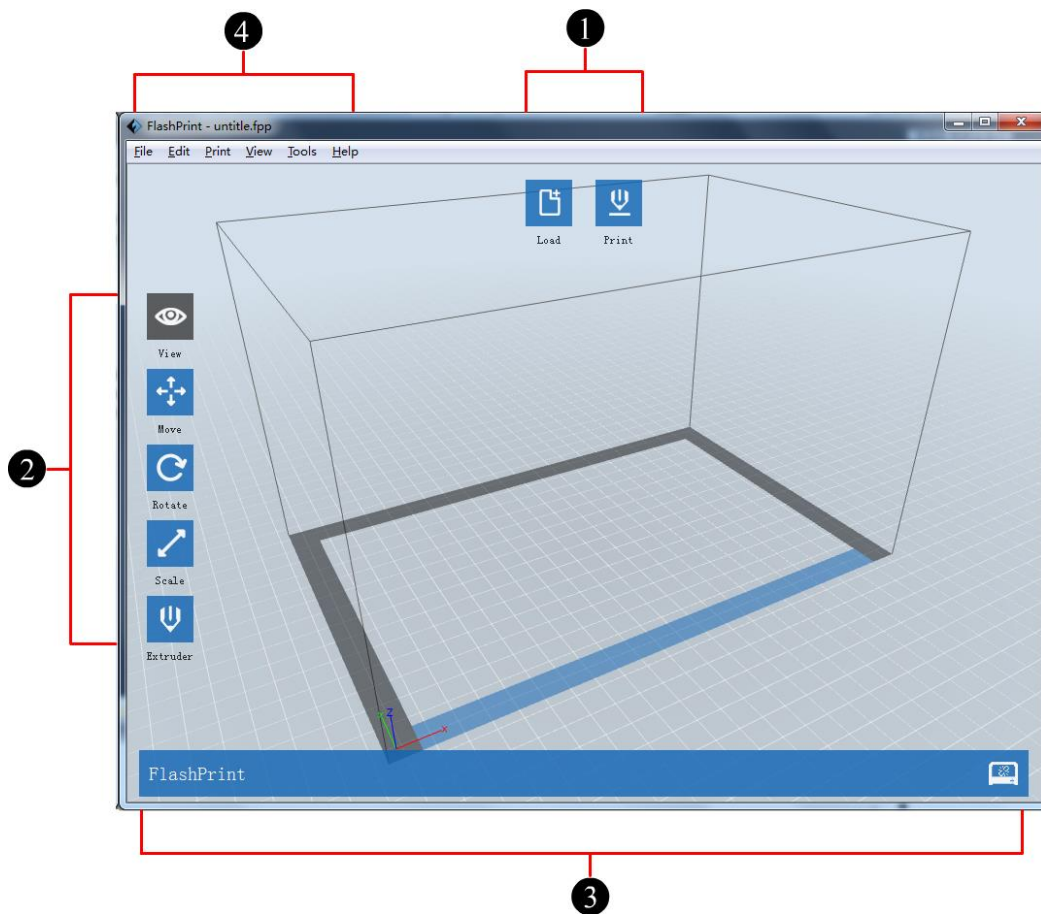 4
1
FlashPrint - untitle.fpp
File Edit Print View Tools Help
Load Print
View
2
Move
Rotate
Scale
Extruder
Z
x
FlashPrint
3